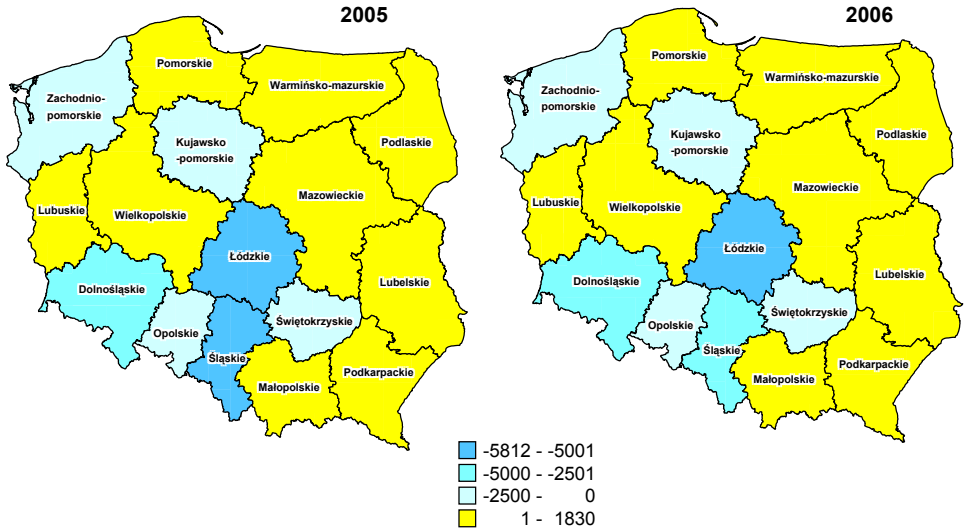 2005
Pomorskie
Warmińsko-mazurskie
Zachodnio-
pomorskie
Kujawsko
-pomorskie
Podlaskie
Mazowieckie
Lubuskie
Wielkopolskie
Łódzkie
Lubelskie
Dolnośląskie
Opolskie
Świętokrzyskie
Śląskie
Małopolskie
Podkarpackie
2006
Pomorskie
Warmińsko-mazurskie
Zachodnio-
pomorskie
Kujawsko
-pomorskie
Podlaskie
Mazowieckie
Lubuskie
Wielkopolskie
Łódzkie
Lubelskie
Dolnośląskie
Opolskie
Świętokrzyskie
Śląskie
Małopolskie
Podkarpackie
-5812 - -5001
-5000 - -2501
-2500 - 0
1 - 1830